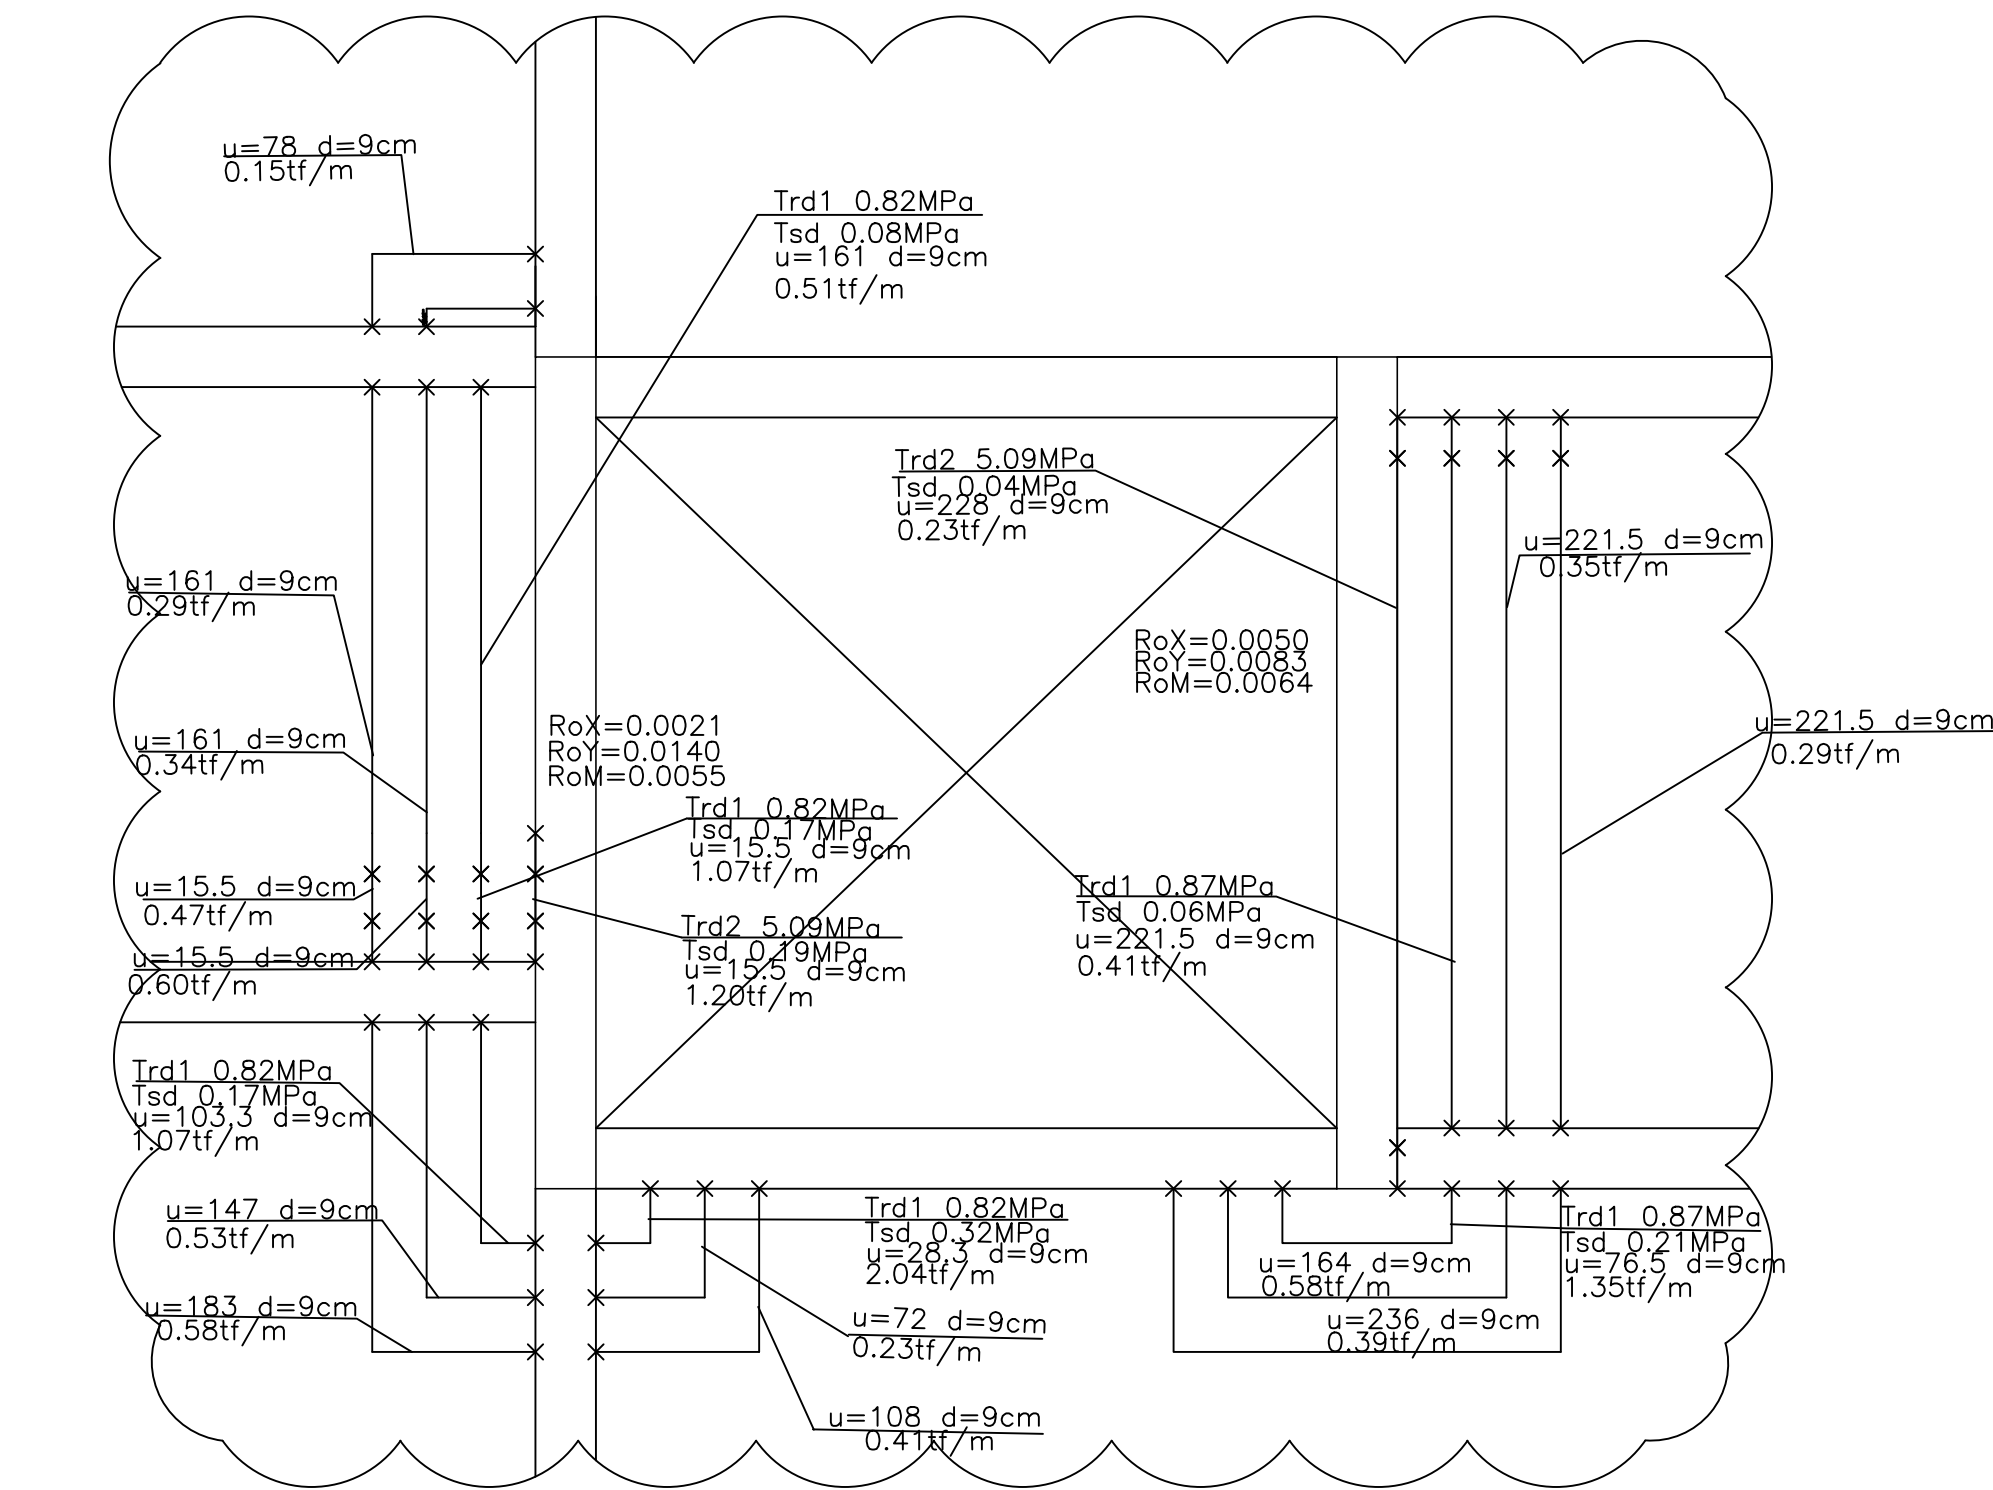 u=78 d=9cm
0.15tf/m
Trd1 0.82MPa
Tsd 0.08MPa
u=161 d=9cm
0.51tf/m
Trd2 5.09MPa
Tsd 0.04MPa
u=228 d=9cm
0.23tf/m
u=221.5 d=9cm
0.35tf/m
u=161 d=9cm
0.29tf/m
RoX=0.0050
RoY=0.0083
RoM=0.0064
u=161 d=9cm
0.34tf/m
RoX=0.0021
RoY=0.0140
RoM=0.0055
u=221.5 d=9cm
0.29tf/m
Trd1 0.82MPa
Tsd 0.17MPa
u=15.5 d=9cm
1.07tf/m
u=15.5 d=9cm
0.47tf/m
Trd1 0.87MPa
Tsd 0.06MPa
u=221.5 d=9cm
0.41tf/m
Trd2 5.09MPa
Tsd 0.19MPa
u=15.5 d=9cm
1.20tf/m
u=15.5 d=9cm
0.60tf/m
Trd1 0.82MPa
Tsd 0.17MPa
u=103.3 d=9cm
1.07tf/m
u=147 d=9cm
0.53tf/m
Trd1 0.82MPa
Tsd 0.32MPa
u=28.3 d=9cm
2.04tf/m
Trd1 0.87MPa
Tsd 0.21MPa
u=76.5 d=9cm
1.35tf/m
u=164 d=9cm
0.58tf/m
u=183 d=9cm
0.58tf/m
u=72 d=9cm
0.23tf/m
u=236 d=9cm
0.39tf/m
u=108 d=9cm
0.41tf/m